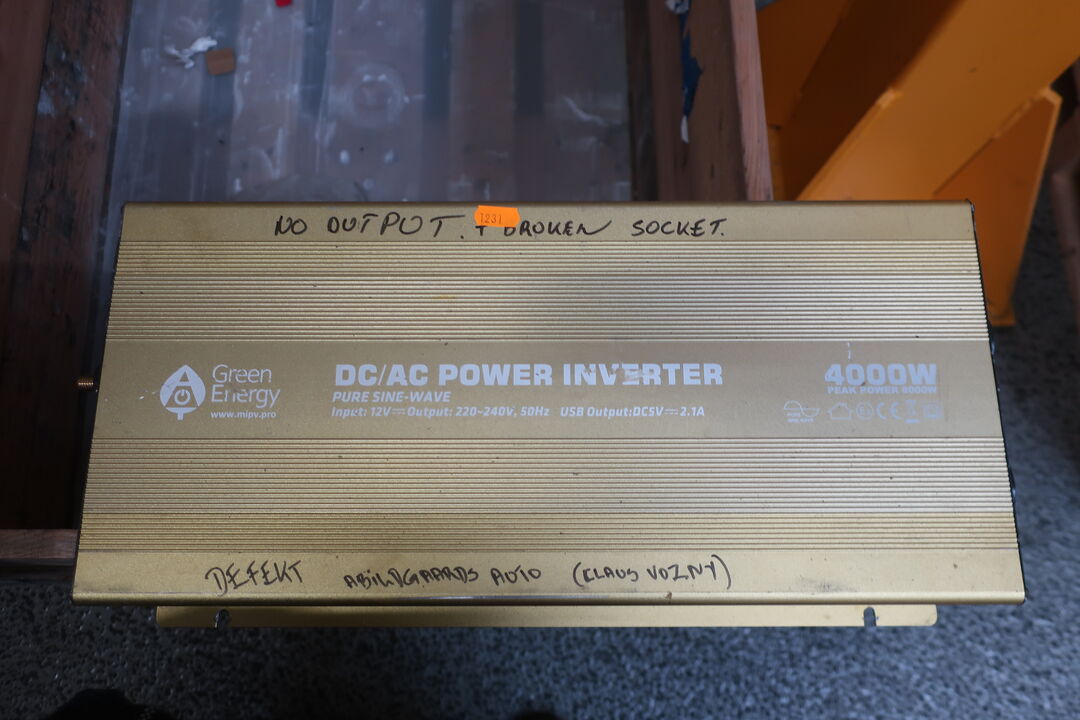 NO OUTPUT. + BROKEN SOCKET.
1231
Green
Energy
www.mipv.pro
DC/AC POWER INVERTER
PURE SINE-WAVE
Input: 12V⎓Output: 220~240V, 50Hz USB Output:DC5V⎓2.1A
4000W
PEAK POWER 8000W
DEFEKT ABILDGAARDS AUTO (KLAUS VOZNY)